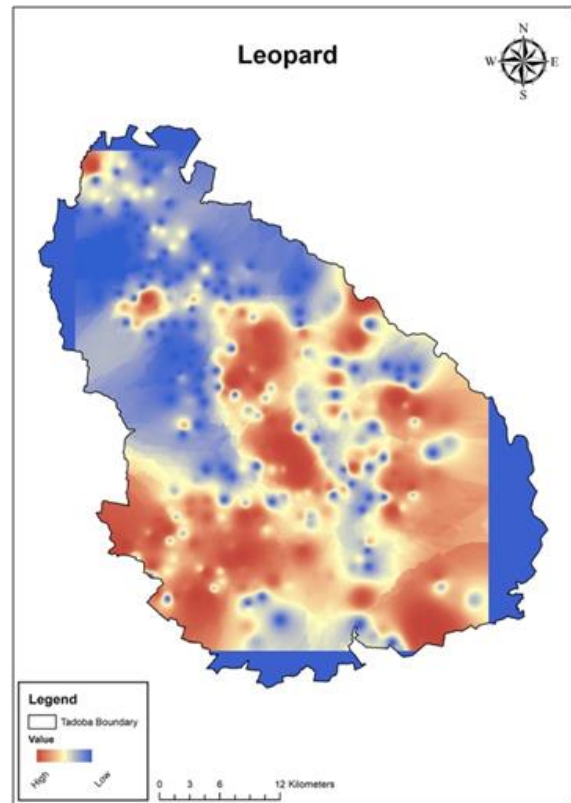 Leopard
N
W E
S
Legend
Tadoba Boundary
Value
High Low
0 3 6 12 Kilometers